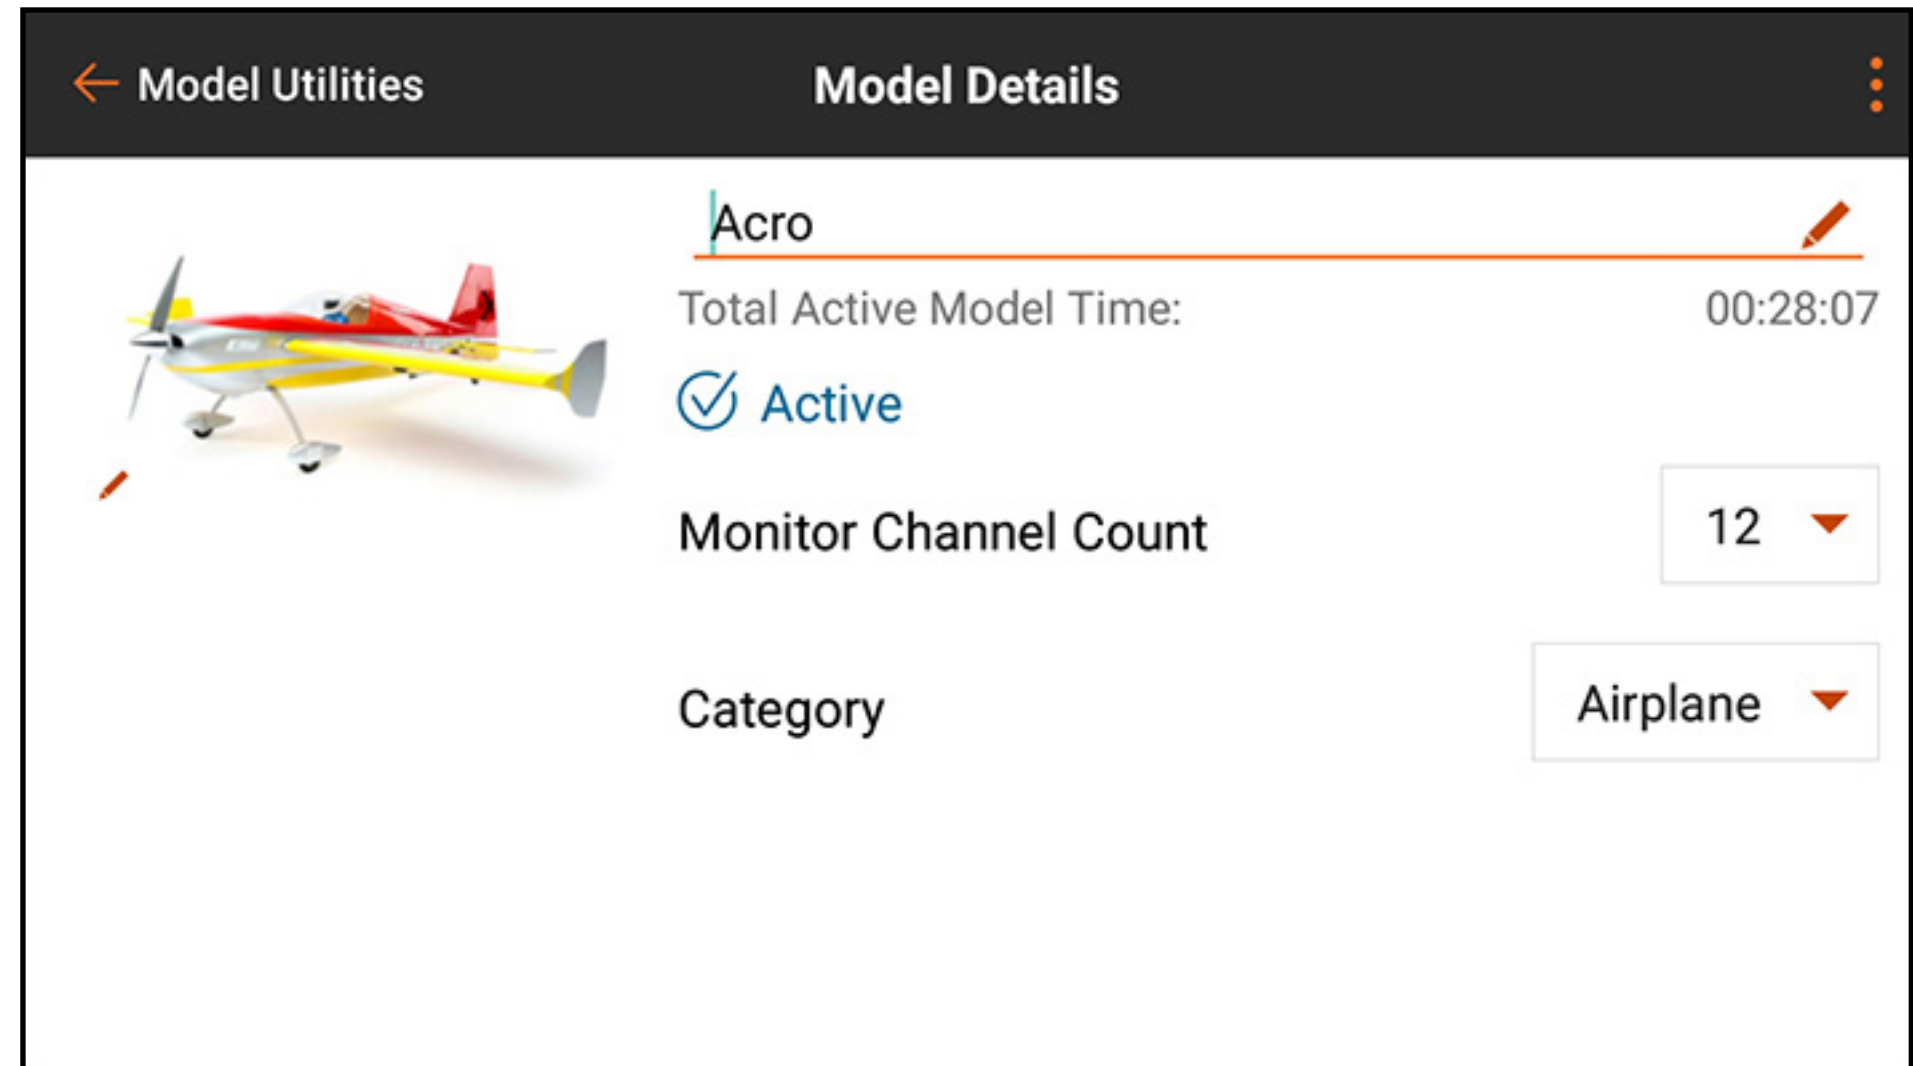 Model Utilities
Model Details
Acro
Total Active Model Time:
00:28:07
Active
Monitor Channel Count
12
Category
Airplane